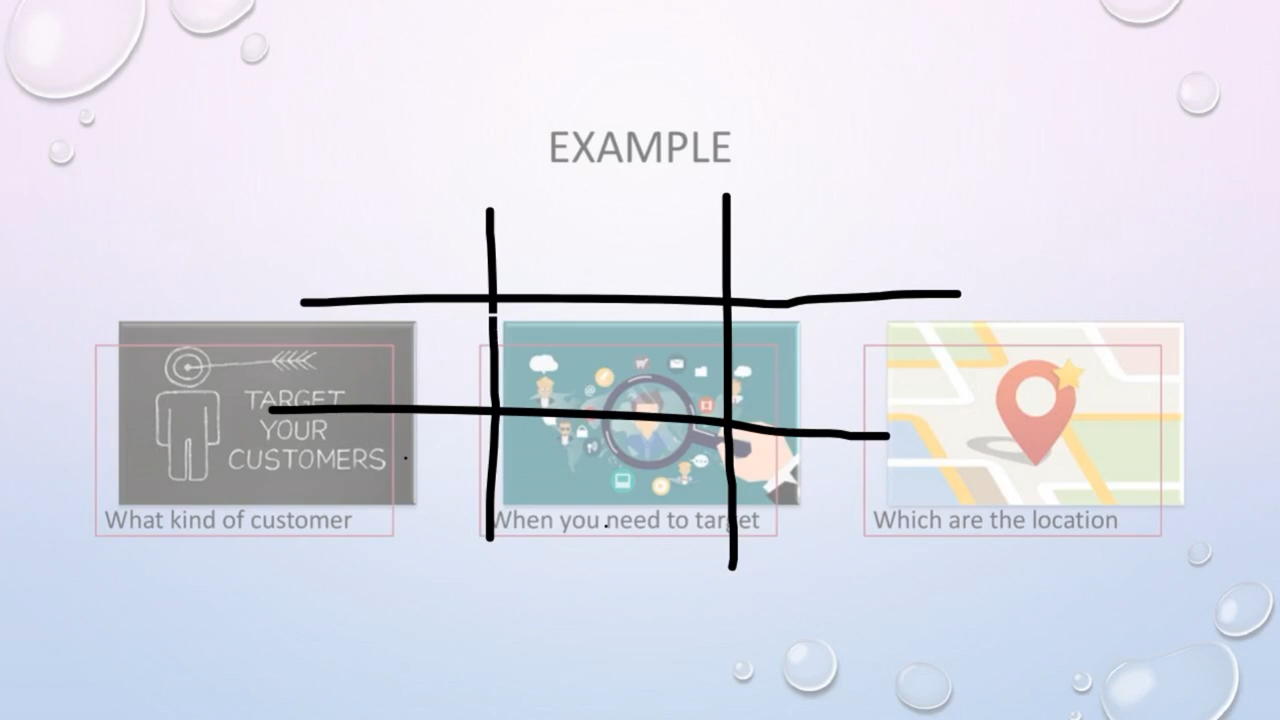 EXAMPLE
TARGET
YOUR
CUSTOMERS
What kind of customer
When you need to target
Which are the location